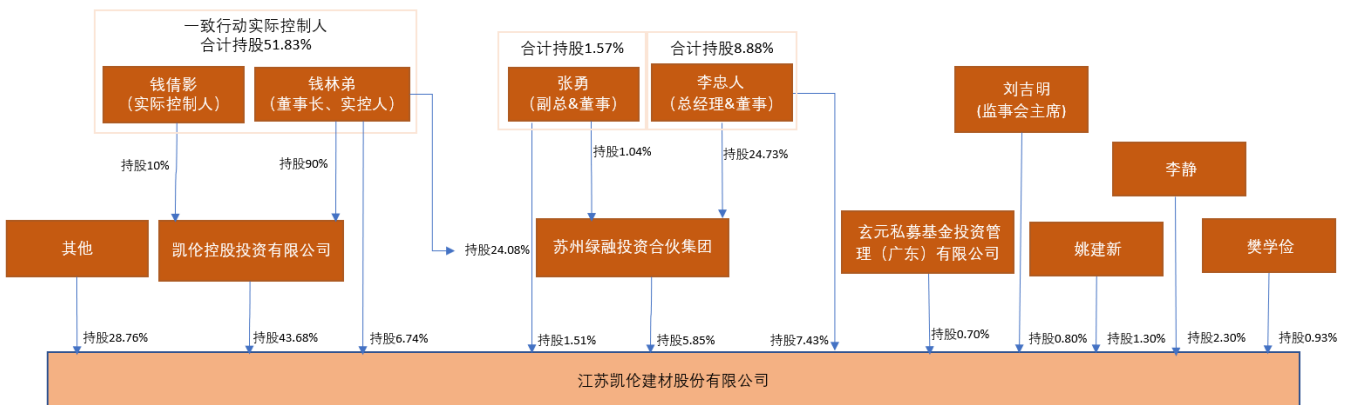 一致行动实际控制人
合计持股51.83%
合计持股1.57%
合计持股8.88%
钱倩影
（实际控制人）
钱林弟
（董事长、实控人）
张勇
（副总&董事）
李忠人
（总经理&董事）
刘吉明
(监事会主席)
持股10%
持股90%
持股1.04%
持股24.73%
李静
其他
凯伦控股投资有限公司
持股24.08%
苏州绿融投资合伙集团
玄元私募基金投资管
理（广东）有限公司
姚建新
樊学俭
持股28.76%
持股43.68%
持股6.74%
持股1.51%
持股5.85%
持股7.43%
持股0.70%
持股0.80%
持股1.30%
持股2.30%
持股0.93%
江苏凯伦建材股份有限公司